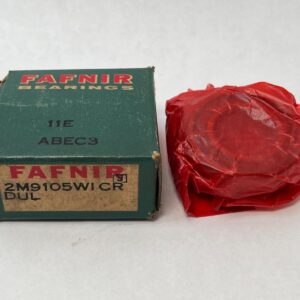 FAFNIR
BEARINGS
11E
ABEC3
FAFNIR
2M9105WI CR
DUL